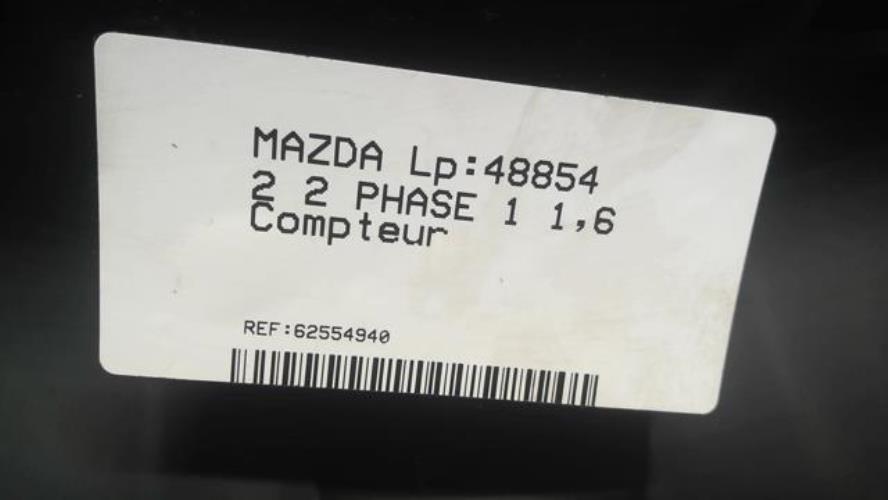 MAZDA Lp:48854
2 2 PHASE 1 1,6
Compteur
REF:62554940